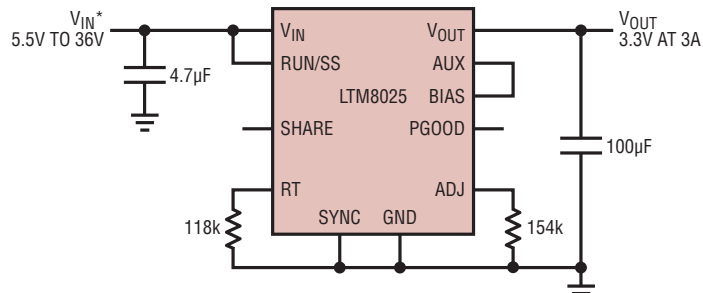 VIN*
5.5V TO 36V
4.7µF
VIN
RUN/SS
SHARE
RT
SYNC
GND
LTM8025
VOUT
AUX
BIAS
PGOOD
ADJ
118k
154k
VOUT
3.3V AT 3A
100µF